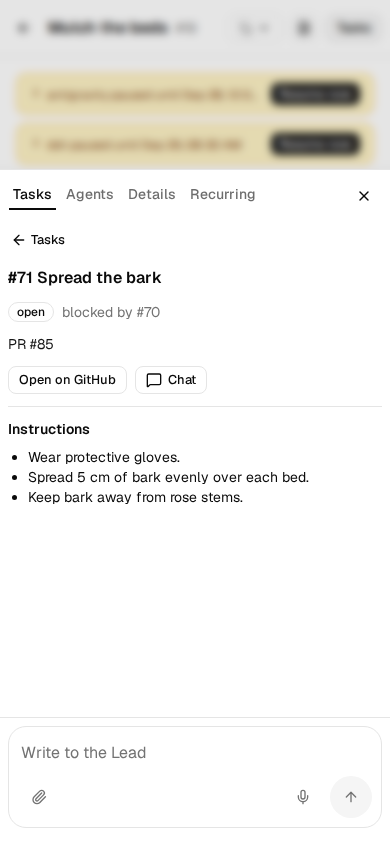 Tasks Agents Details Recurring
Tasks
#71 Spread the bark
open blocked by #70
PR #85
Open on GitHub Chat
Instructions
Wear protective gloves.
Spread 5 cm of bark evenly over each bed.
Keep bark away from rose stems.
Write to the Lead